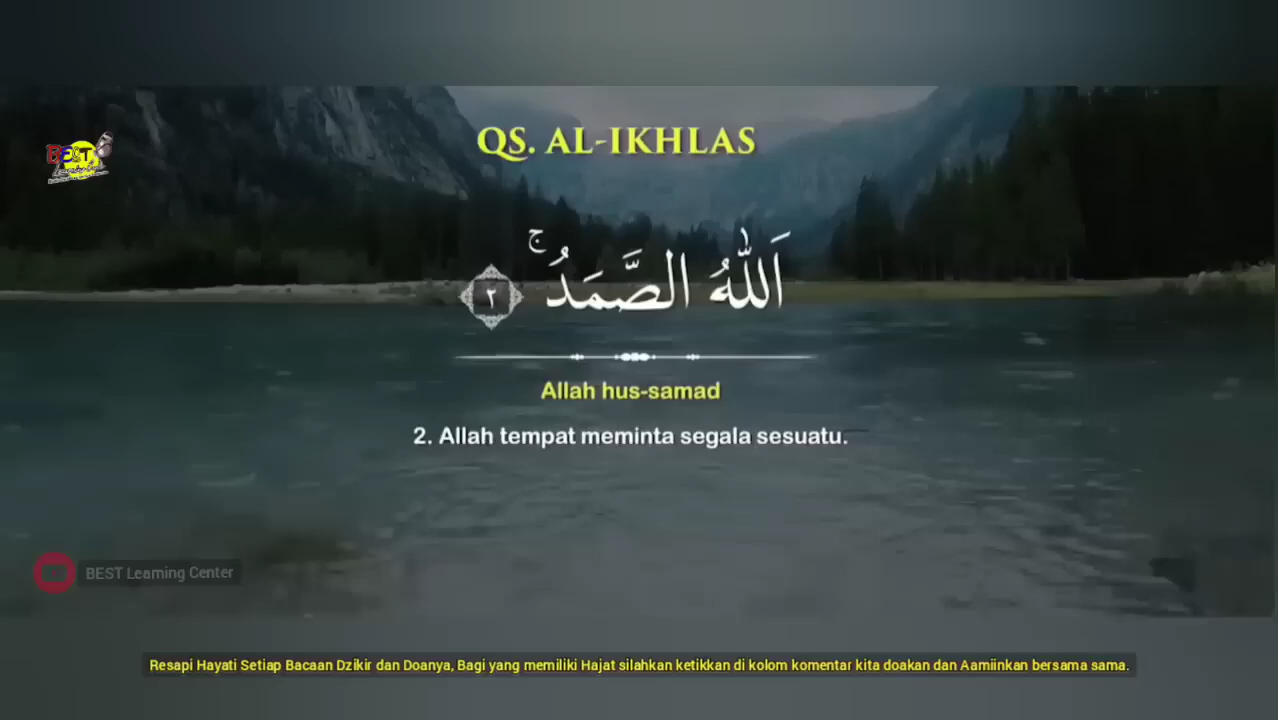 BEST
QS. AL-IKHLAS
اَللّٰهُ الصَّمَدُۚ ٢
Allah hus-samad
2. Allah tempat meminta segala sesuatu.
BEST Learning Center
Resapi Hayati Setiap Bacaan Dzikir dan Doanya, Bagi yang memiliki Hajat silahkan ketikkan di kolom komentar kita doakan dan Aamiinkan bersama sama.